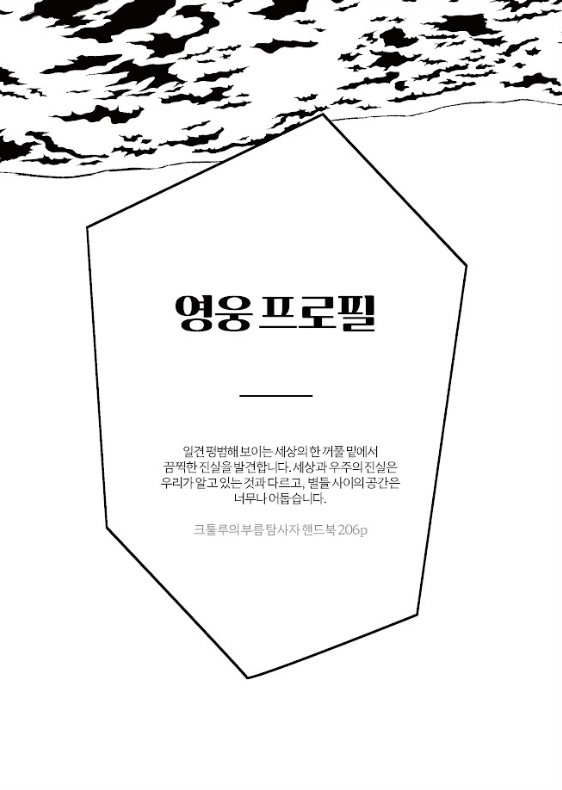 영웅 프로필
일견 평범해 보이는 세상의 한 꺼풀 밑에서
끔찍한 진실을 발견합니다. 세상과 우주의 진실은
우리가 알고 있는 것과 다르고, 별들 사이의 공간은
너무나 어둡습니다.
크툴루의 부름 탐사자 핸드북 206p